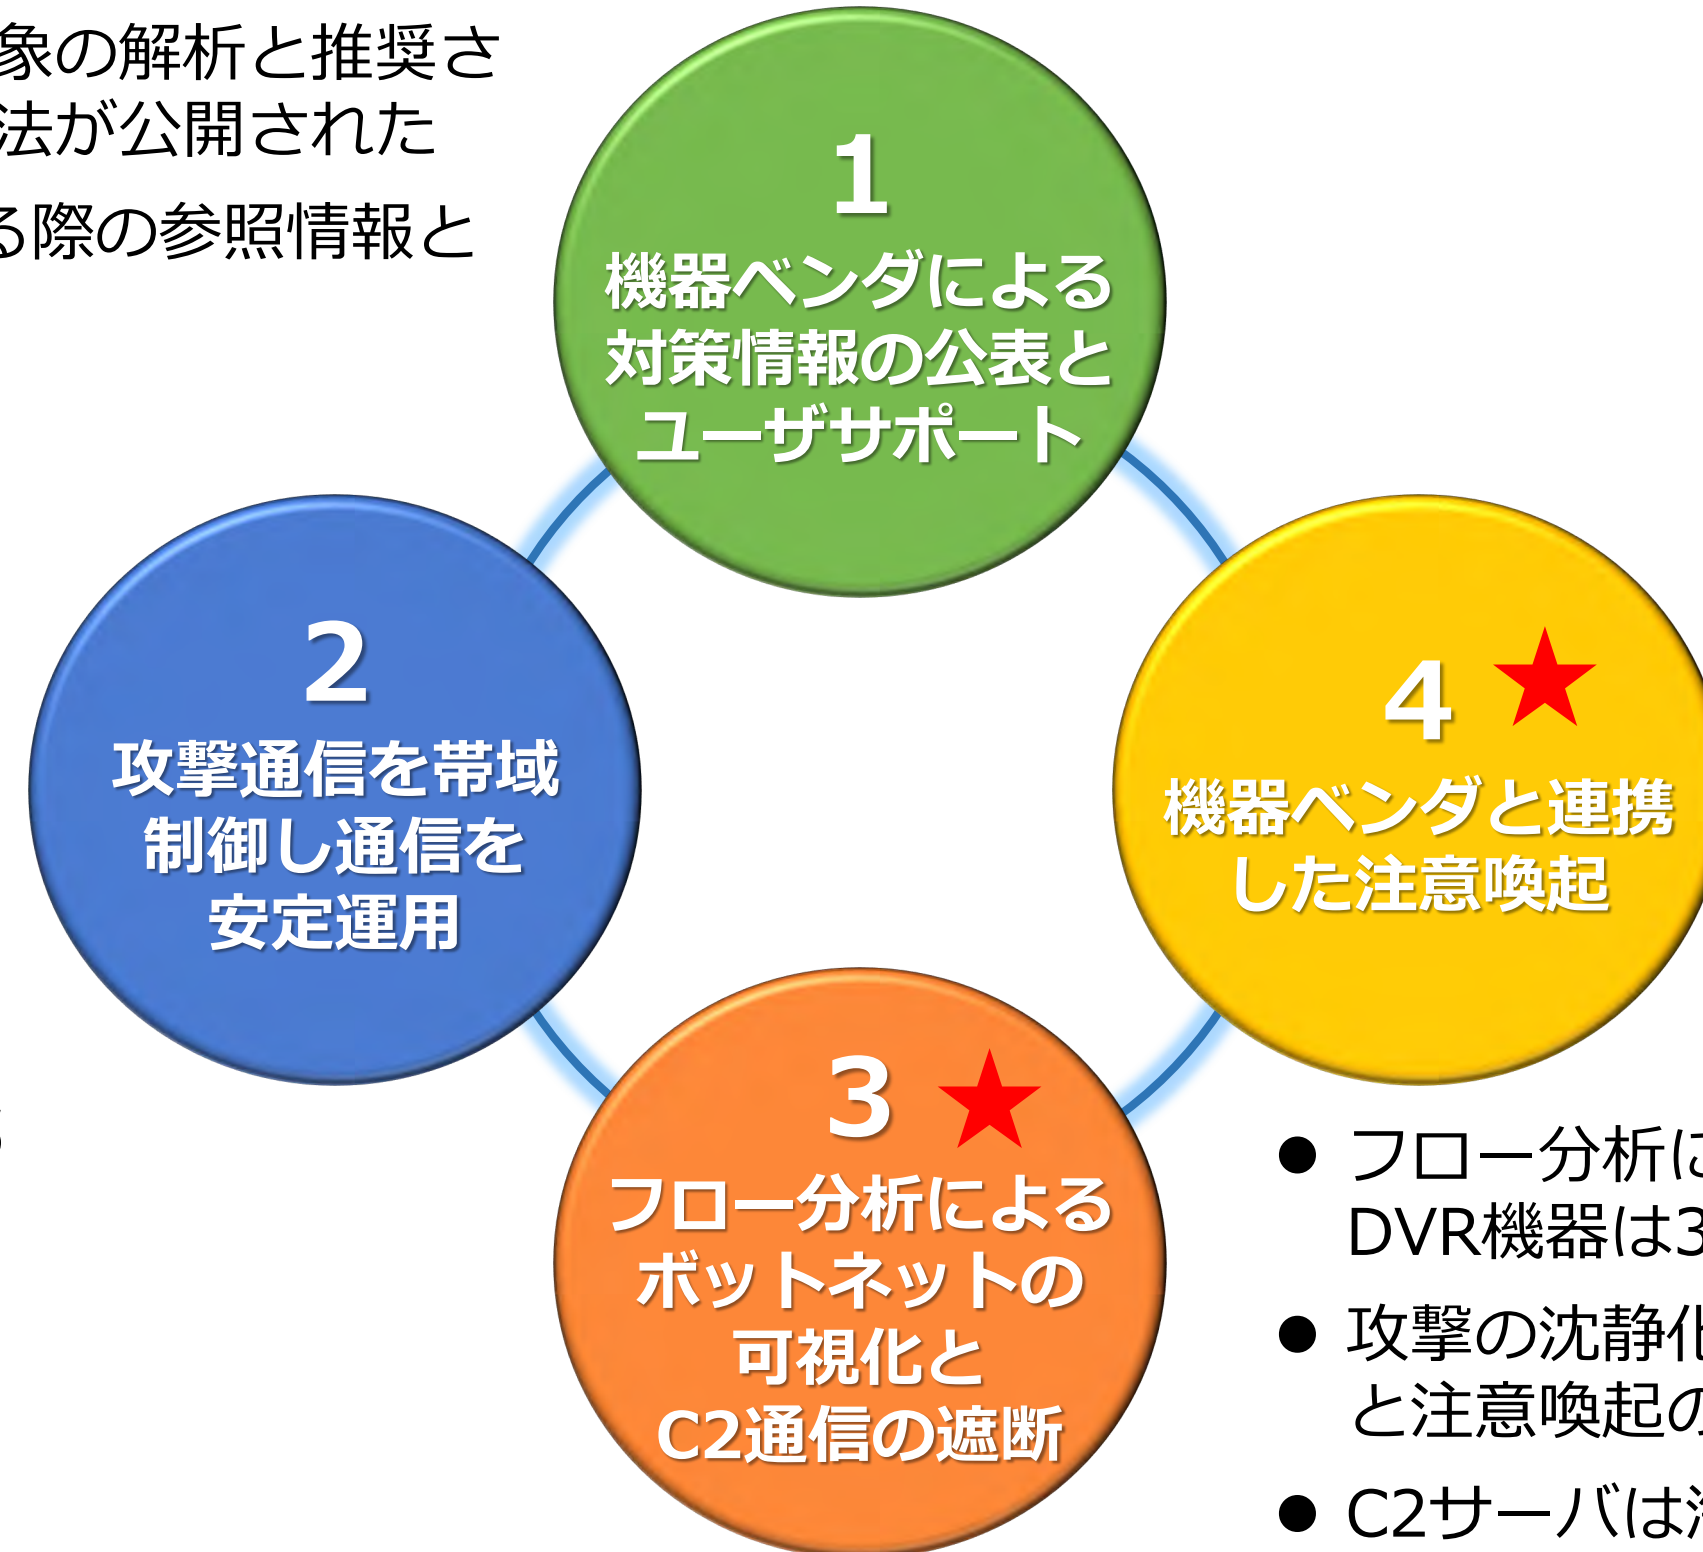 象の解析と推奨さ
法が公開された
る際の参照情報と
1
機器ベンダによる
対策情報の公表と
ユーザサポート
2
攻撃通信を帯域
制御し通信を
安定運用
4
機器ベンダと連携
した注意喚起
3
フロー分析による
ボットネットの
可視化と
C2通信の遮断
● フロー分析に
DVR機器は3
● 攻撃の沈静化
と注意喚起の
● C2サーバは